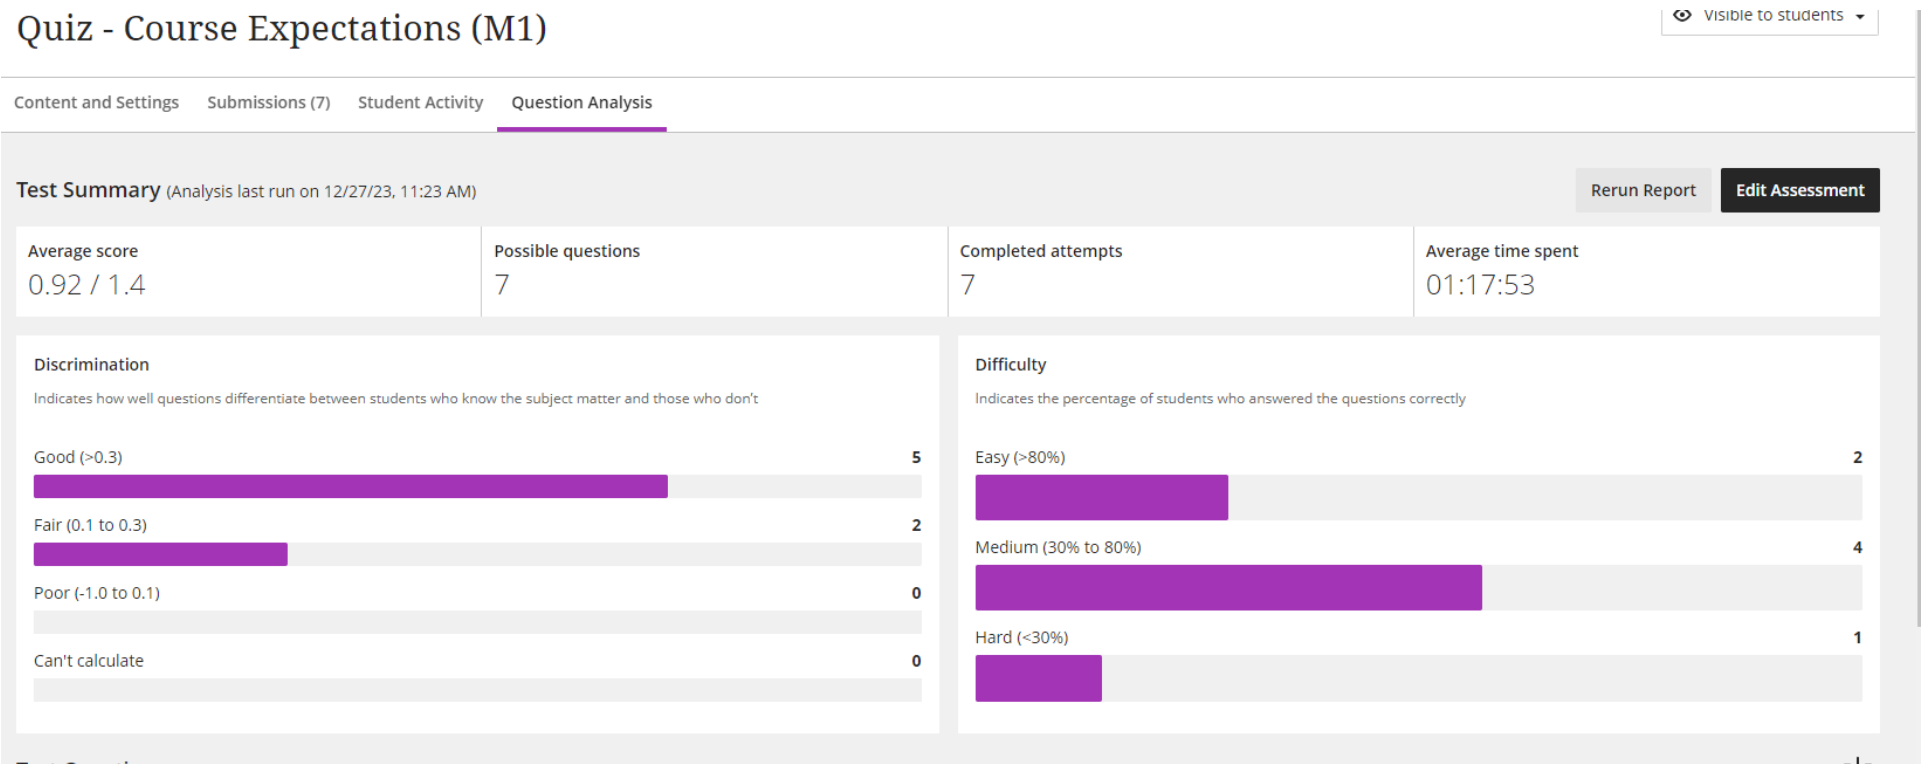 Quiz - Course Expectations (M1)
Visible to students
Content and Settings Submissions (7) Student Activity Question Analysis
Test Summary (Analysis last run on 12/27/23, 11:23 AM)
Rerun Report Edit Assessment
Average score Possible questions Completed attempts Average time spent
0.92 / 1.4 7 7 01:17:53
Discrimination
Indicates how well questions differentiate between students who know the subject matter and those who don't
Good (>0.3) 5
Fair (0.1 to 0.3) 2
Poor (-1.0 to 0.1) 0
Can't calculate 0
Difficulty
Indicates the percentage of students who answered the questions correctly
Easy (>80%) 2
Medium (30% to 80%) 4
Hard (<30%) 1